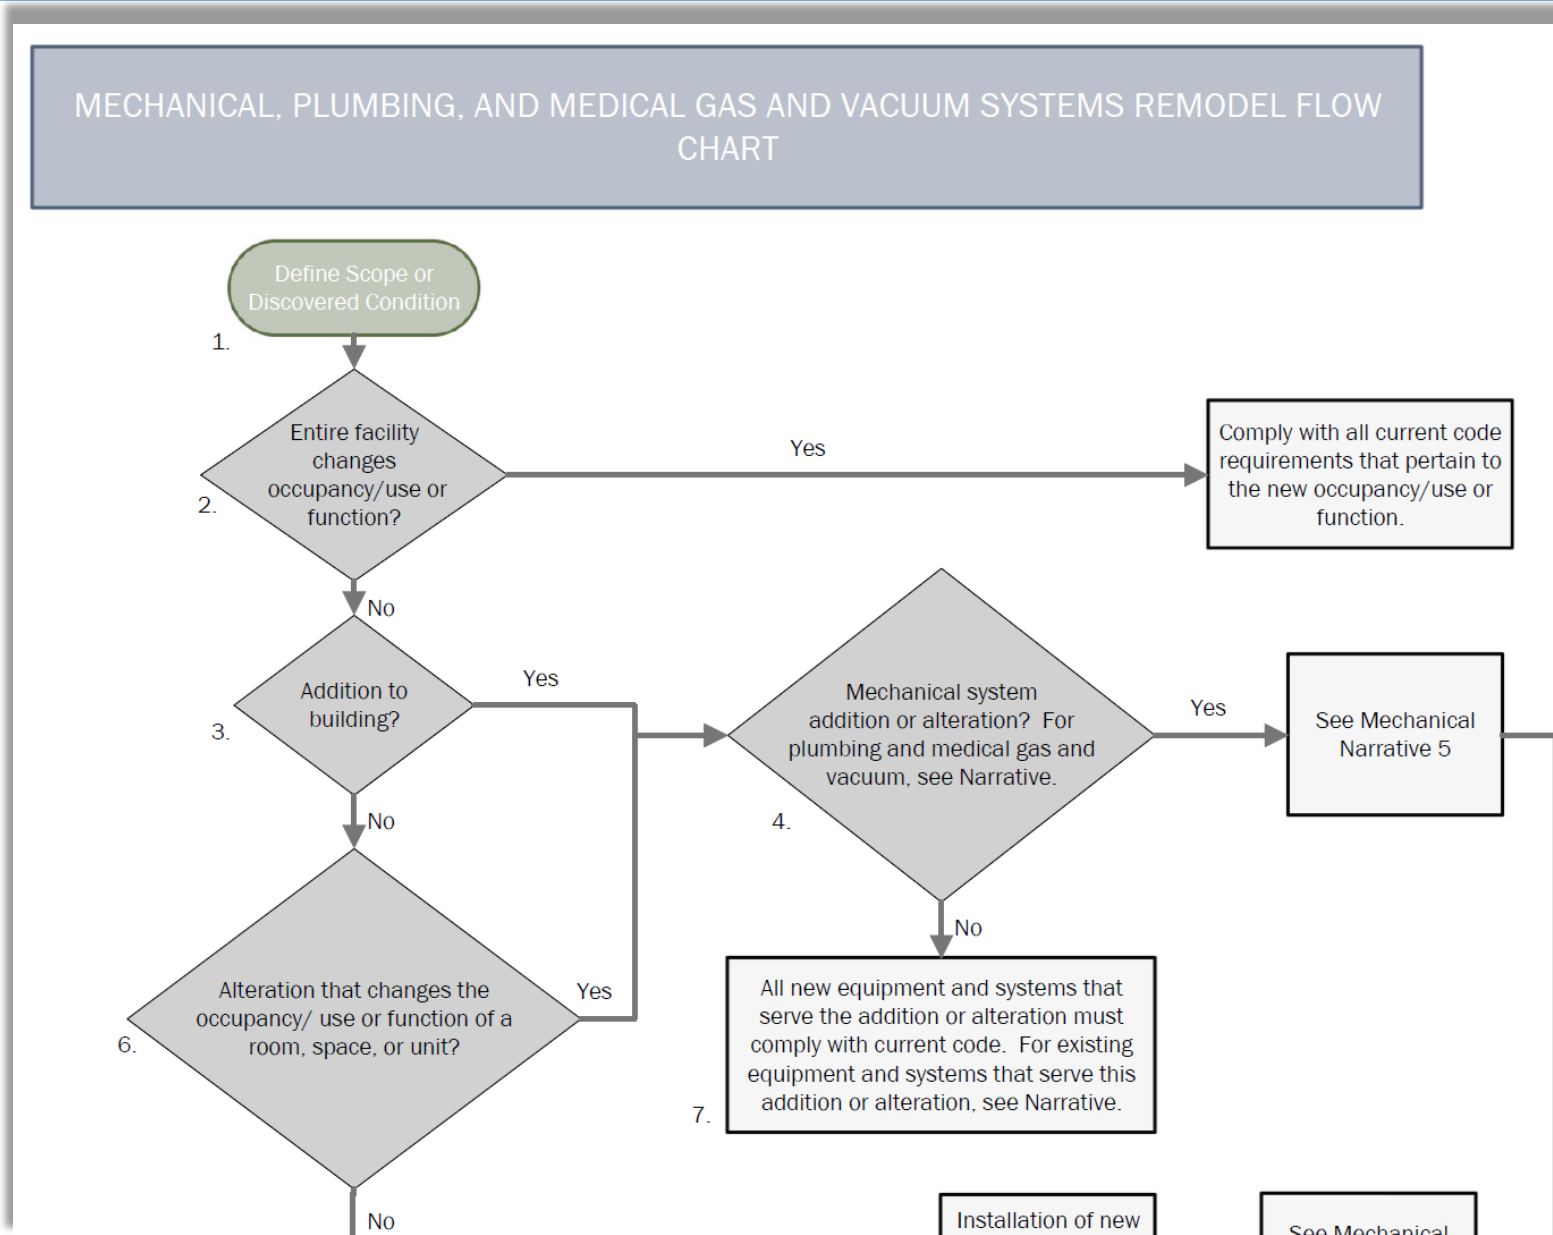 MECHANICAL, PLUMBING, AND MEDICAL GAS AND VACUUM SYSTEMS REMODEL FLOW
CHART
Define Scope or
Discovered Condition
1.
Entire facility
changes
occupancy/use or
function?
2.
Yes
Comply with all current code
requirements that pertain to
the new occupancy/use or
function.
No
Addition to
building?
3.
Yes
Mechanical system
addition or alteration? For
plumbing and medical gas and
vacuum, see Narrative.
4.
Yes
See Mechanical
Narrative 5
No
No
Alteration that changes the
occupancy/ use or function of a
room, space, or unit?
6.
Yes
All new equipment and systems that
serve the addition or alteration must
comply with current code. For existing
equipment and systems that serve this
addition or alteration, see Narrative.
7.
No
Installation of new
See Mechanical